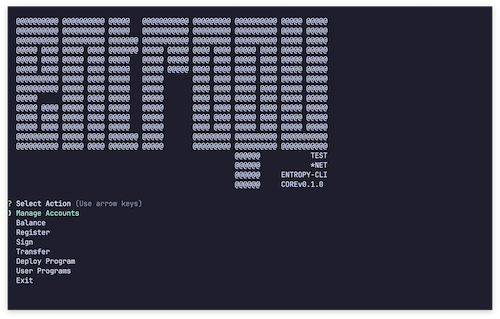 TEST
*NET
ENTROPY-CLI
COREv0.1.0
? Select Action (Use arrow keys)
❯ Manage Accounts
Balance
Register
Sign
Transfer
Deploy Program
User Programs
Exit